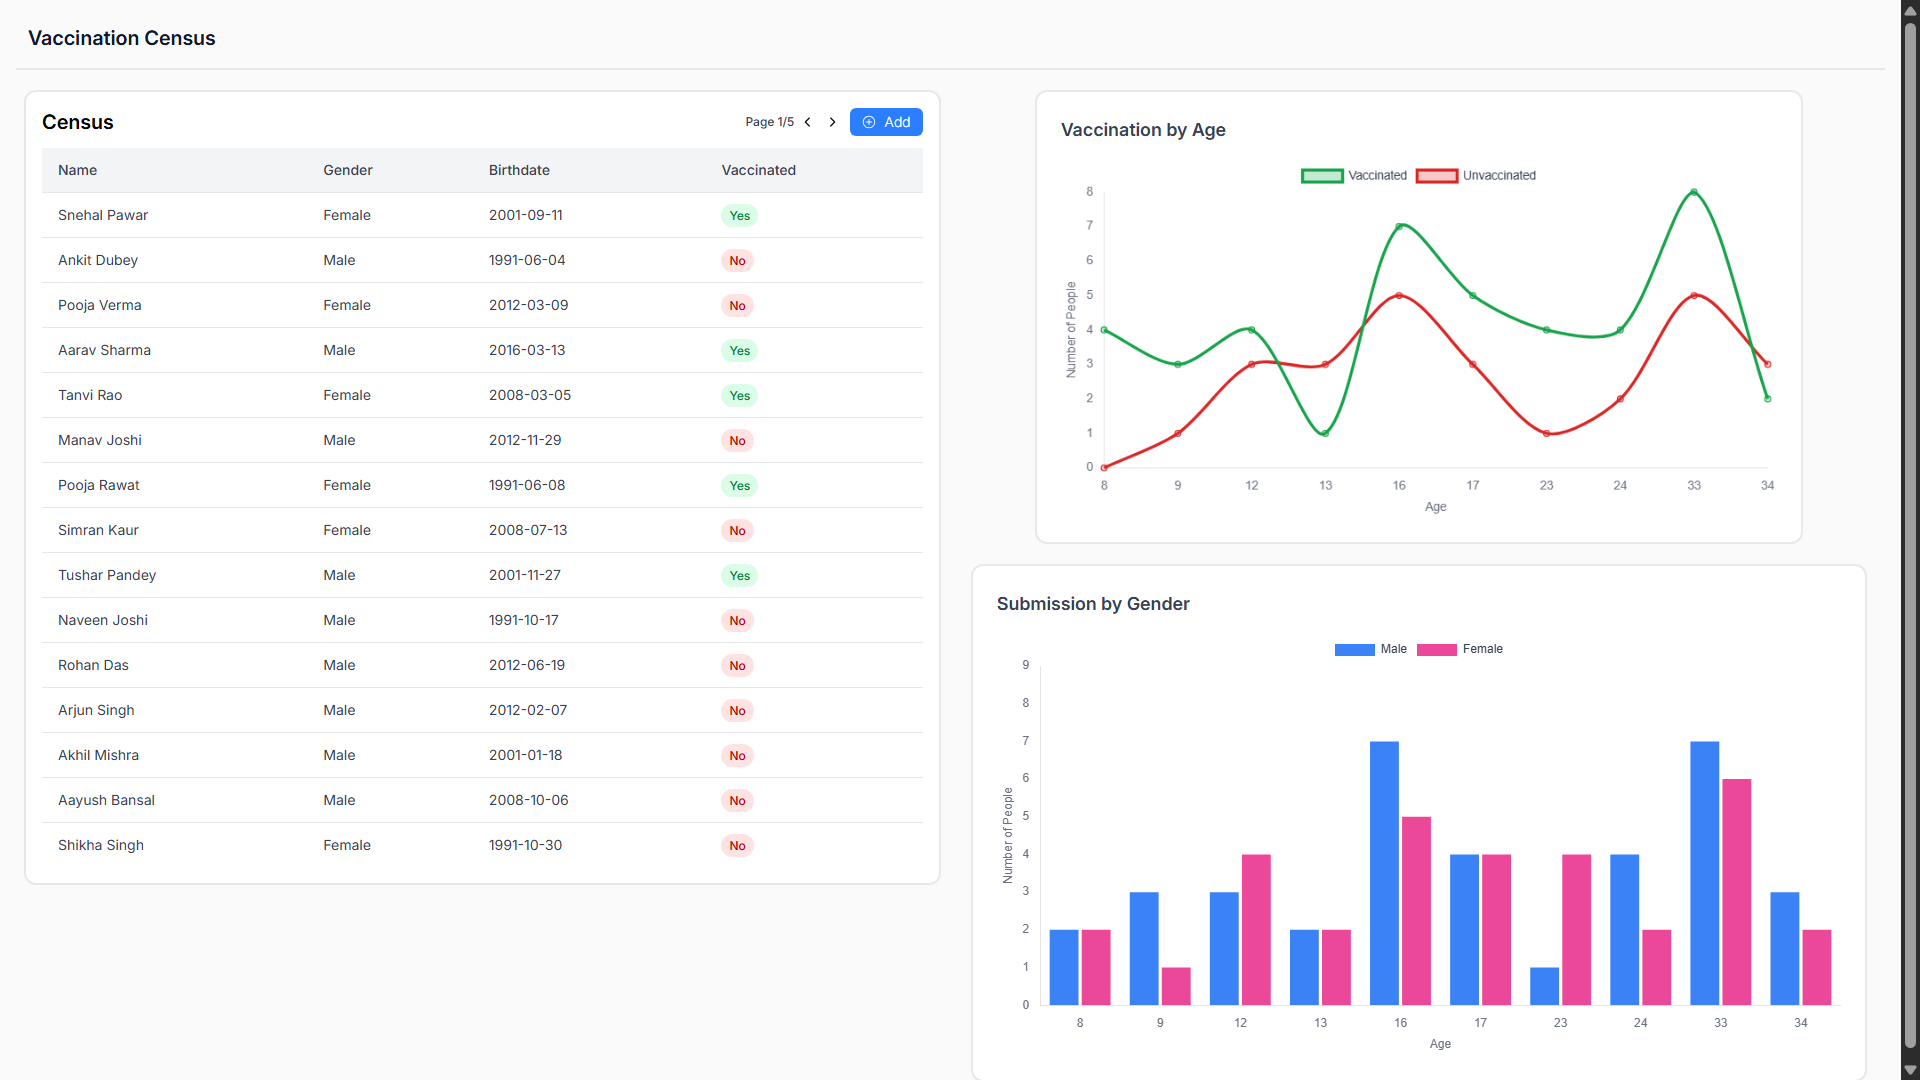 Vaccination Census
Census
Page 1/5
Add
Name Gender Birthdate Vaccinated
Snehal Pawar Female 2001-09-11 Yes
Ankit Dubey Male 1991-06-04 No
Pooja Verma Female 2012-03-09 No
Aarav Sharma Male 2016-03-13 Yes
Tanvi Rao Female 2008-03-05 Yes
Manav Joshi Male 2012-11-29 No
Pooja Rawat Female 1991-06-08 Yes
Simran Kaur Female 2008-07-13 No
Tushar Pandey Male 2001-11-27 Yes
Naveen Joshi Male 1991-10-17 No
Rohan Das Male 2012-06-19 No
Arjun Singh Male 2012-02-07 No
Akhil Mishra Male 2001-01-18 No
Aayush Bansal Male 2008-10-06 No
Shikha Singh Female 1991-10-30 No
Vaccination by Age
Vaccinated Unvaccinated
8
7
6
5
4
3
2
1
0
Number of People
8 9 12 13 16 17 23 24 33 34
Age
Submission by Gender
Male Female
9
8
7
6
5
4
3
2
1
0
Number of People
8 9 12 13 16 17 23 24 33 34
Age